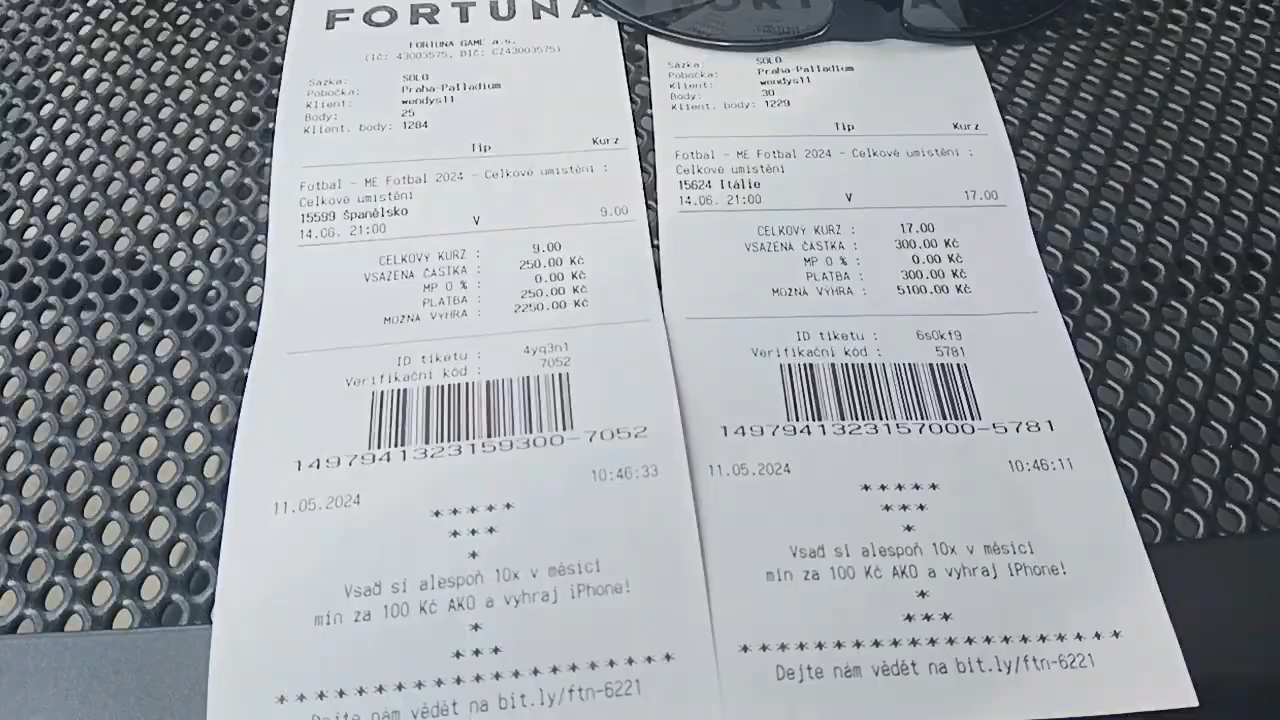 FORTUNA
FORTUNA GAME a.s.
(IČ: 43003575, DIČ: CZ43003575)
Sázka: SOLO
Pobočka: Praha-Palladium
Klient: wendys11
Body: 25
Klient. body: 1284
Tip Kurz
Fotbal - ME Fotbal 2024 - Celkové umístění :
Celkové umístění
15599 Španělsko
14.06. 21:00 V 9.00
CELKOVÝ KURZ : 9.00
VSAZENÁ ČÁSTKA : 250.00 Kč
MP 0 % : 0.00 Kč
PLATBA : 250.00 Kč
MOŽNÁ VÝHRA : 2250.00 Kč
ID tiketu : 4yq3n1
Verifikační kód : 7052
1497941323159300-7052
11.05.2024 10:46:33
*****
***
*
Vsaď si alespoň 10x v měsíci
min za 100 Kč AKO a vyhraj iPhone!
*
***
*******************
Dejte nám vědět na bit.ly/ftn-6221
Sázka: SOLO
Pobočka: Praha-Palladium
Klient: wendys11
Body: 30
Klient. body: 1229
Tip Kurz
Fotbal - ME Fotbal 2024 - Celkové umístění :
Celkové umístění
15624 Itálie
14.06. 21:00 V 17.00
CELKOVÝ KURZ : 17.00
VSAZENÁ ČÁSTKA : 300.00 Kč
MP 0 % : 0.00 Kč
PLATBA : 300.00 Kč
MOŽNÁ VÝHRA : 5100.00 Kč
ID tiketu : 6s0kf9
Verifikační kód : 5781
1497941323157000-5781
11.05.2024 10:46:11
*****
***
*
Vsaď si alespoň 10x v měsíci
min za 100 Kč AKO a vyhraj iPhone!
*
***
*******************
Dejte nám vědět na bit.ly/ftn-6221